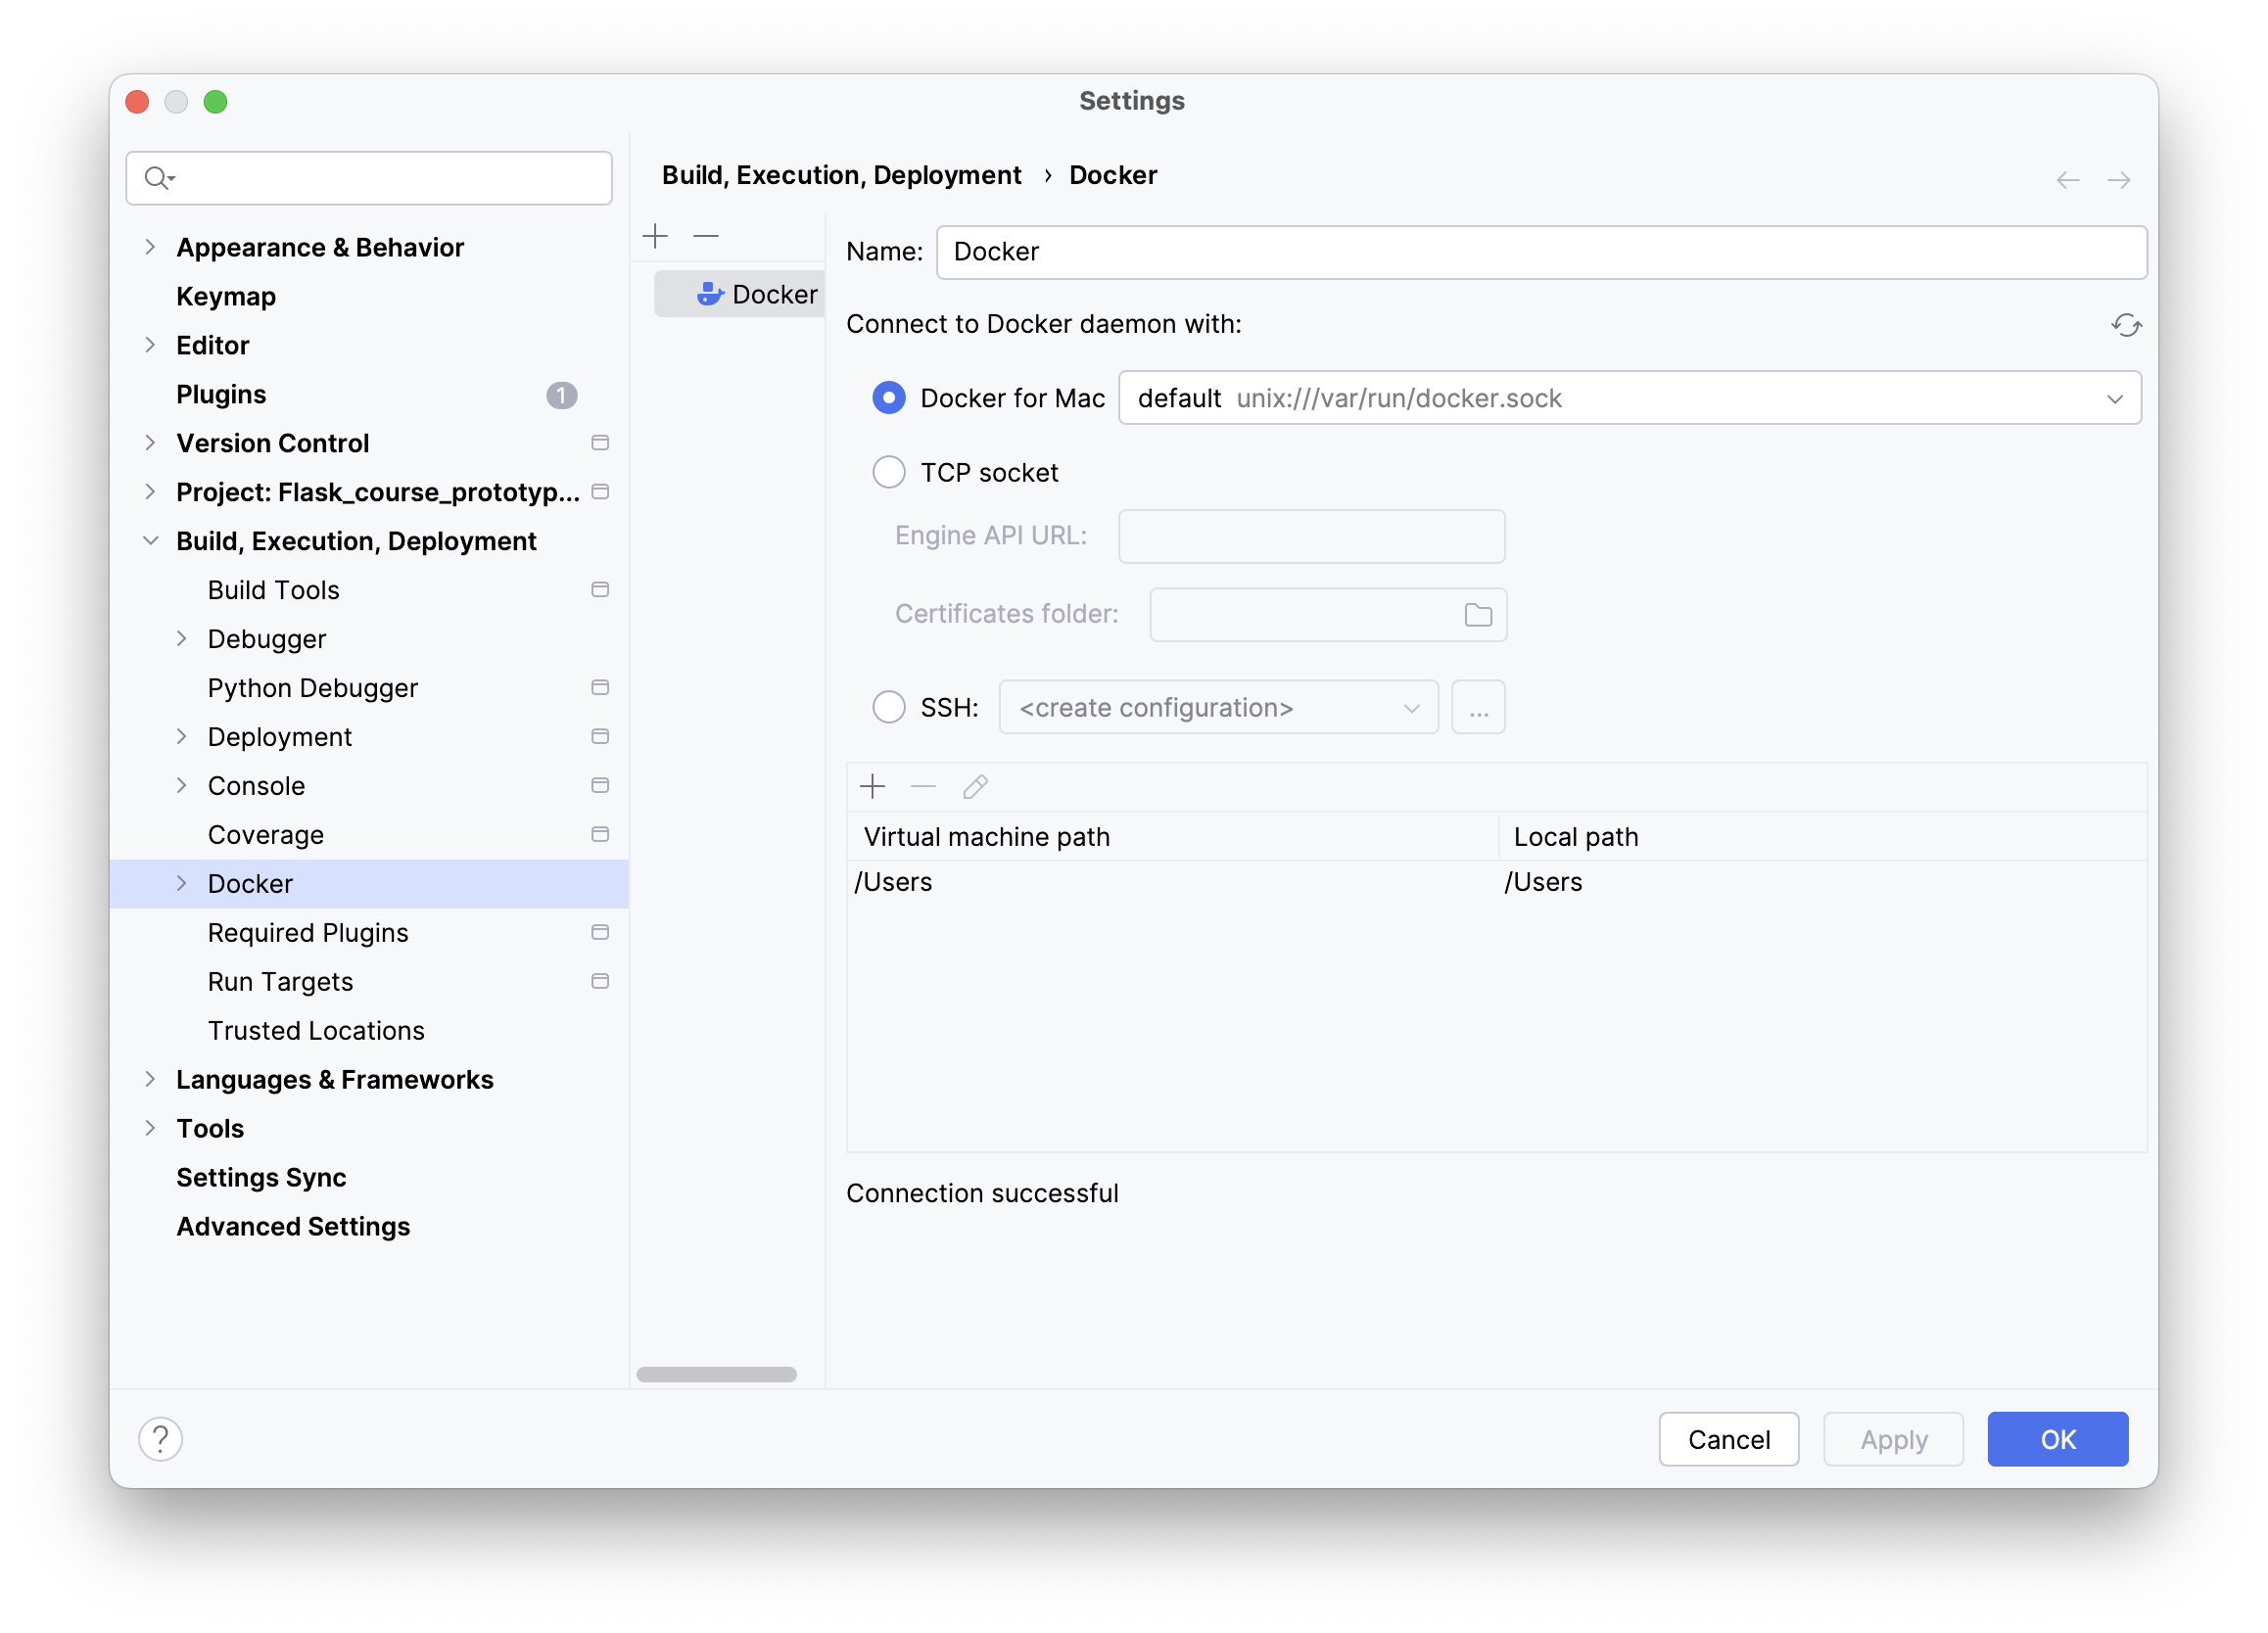 Settings
Build, Execution, Deployment › Docker
Appearance & Behavior
Keymap
Editor
Plugins 1
Version Control
Project: Flask_course_prototyp...
Build, Execution, Deployment
Build Tools
Debugger
Python Debugger
Deployment
Console
Coverage
Docker
Required Plugins
Run Targets
Trusted Locations
Languages & Frameworks
Tools
Settings Sync
Advanced Settings
Docker
Name: Docker
Connect to Docker daemon with:
Docker for Mac default unix:///var/run/docker.sock
TCP socket
Engine API URL:
Certificates folder:
SSH: <create configuration> ...
Virtual machine path Local path
/Users /Users
Connection successful
? Cancel Apply OK